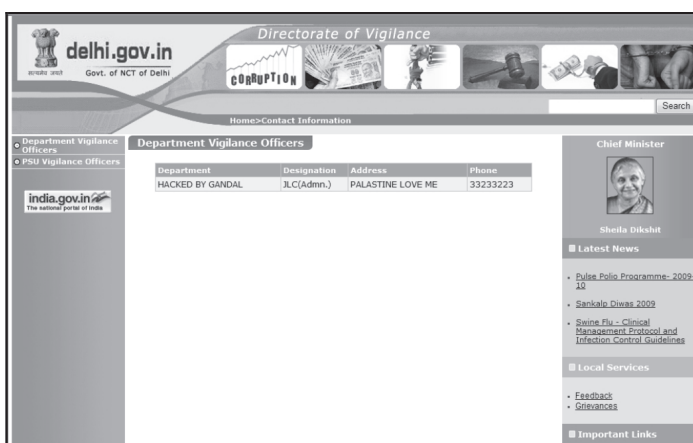 Directorate of Vigilance
delhi.gov.in
सत्यमेव जयते
Govt. of NCT of Delhi
CORRUPTION
Search
Home>Contact Information
Department Vigilance
Officers
PSU Vigilance Officers
india.gov.in
The national portal of India
Department Vigilance Officers
Department Designation Address Phone
HACKED BY GANDAL JLC(Admn.) PALASTINE LOVE ME 33233223
Chief Minister
Sheila Dikshit
Latest News
Pulse Polio Programme- 2009-
10
Sankalp Diwas 2009
Swine Flu - Clinical
Management Protocol and
Infection Control Guidelines
Local Services
Feedback
Grievances
Important Links